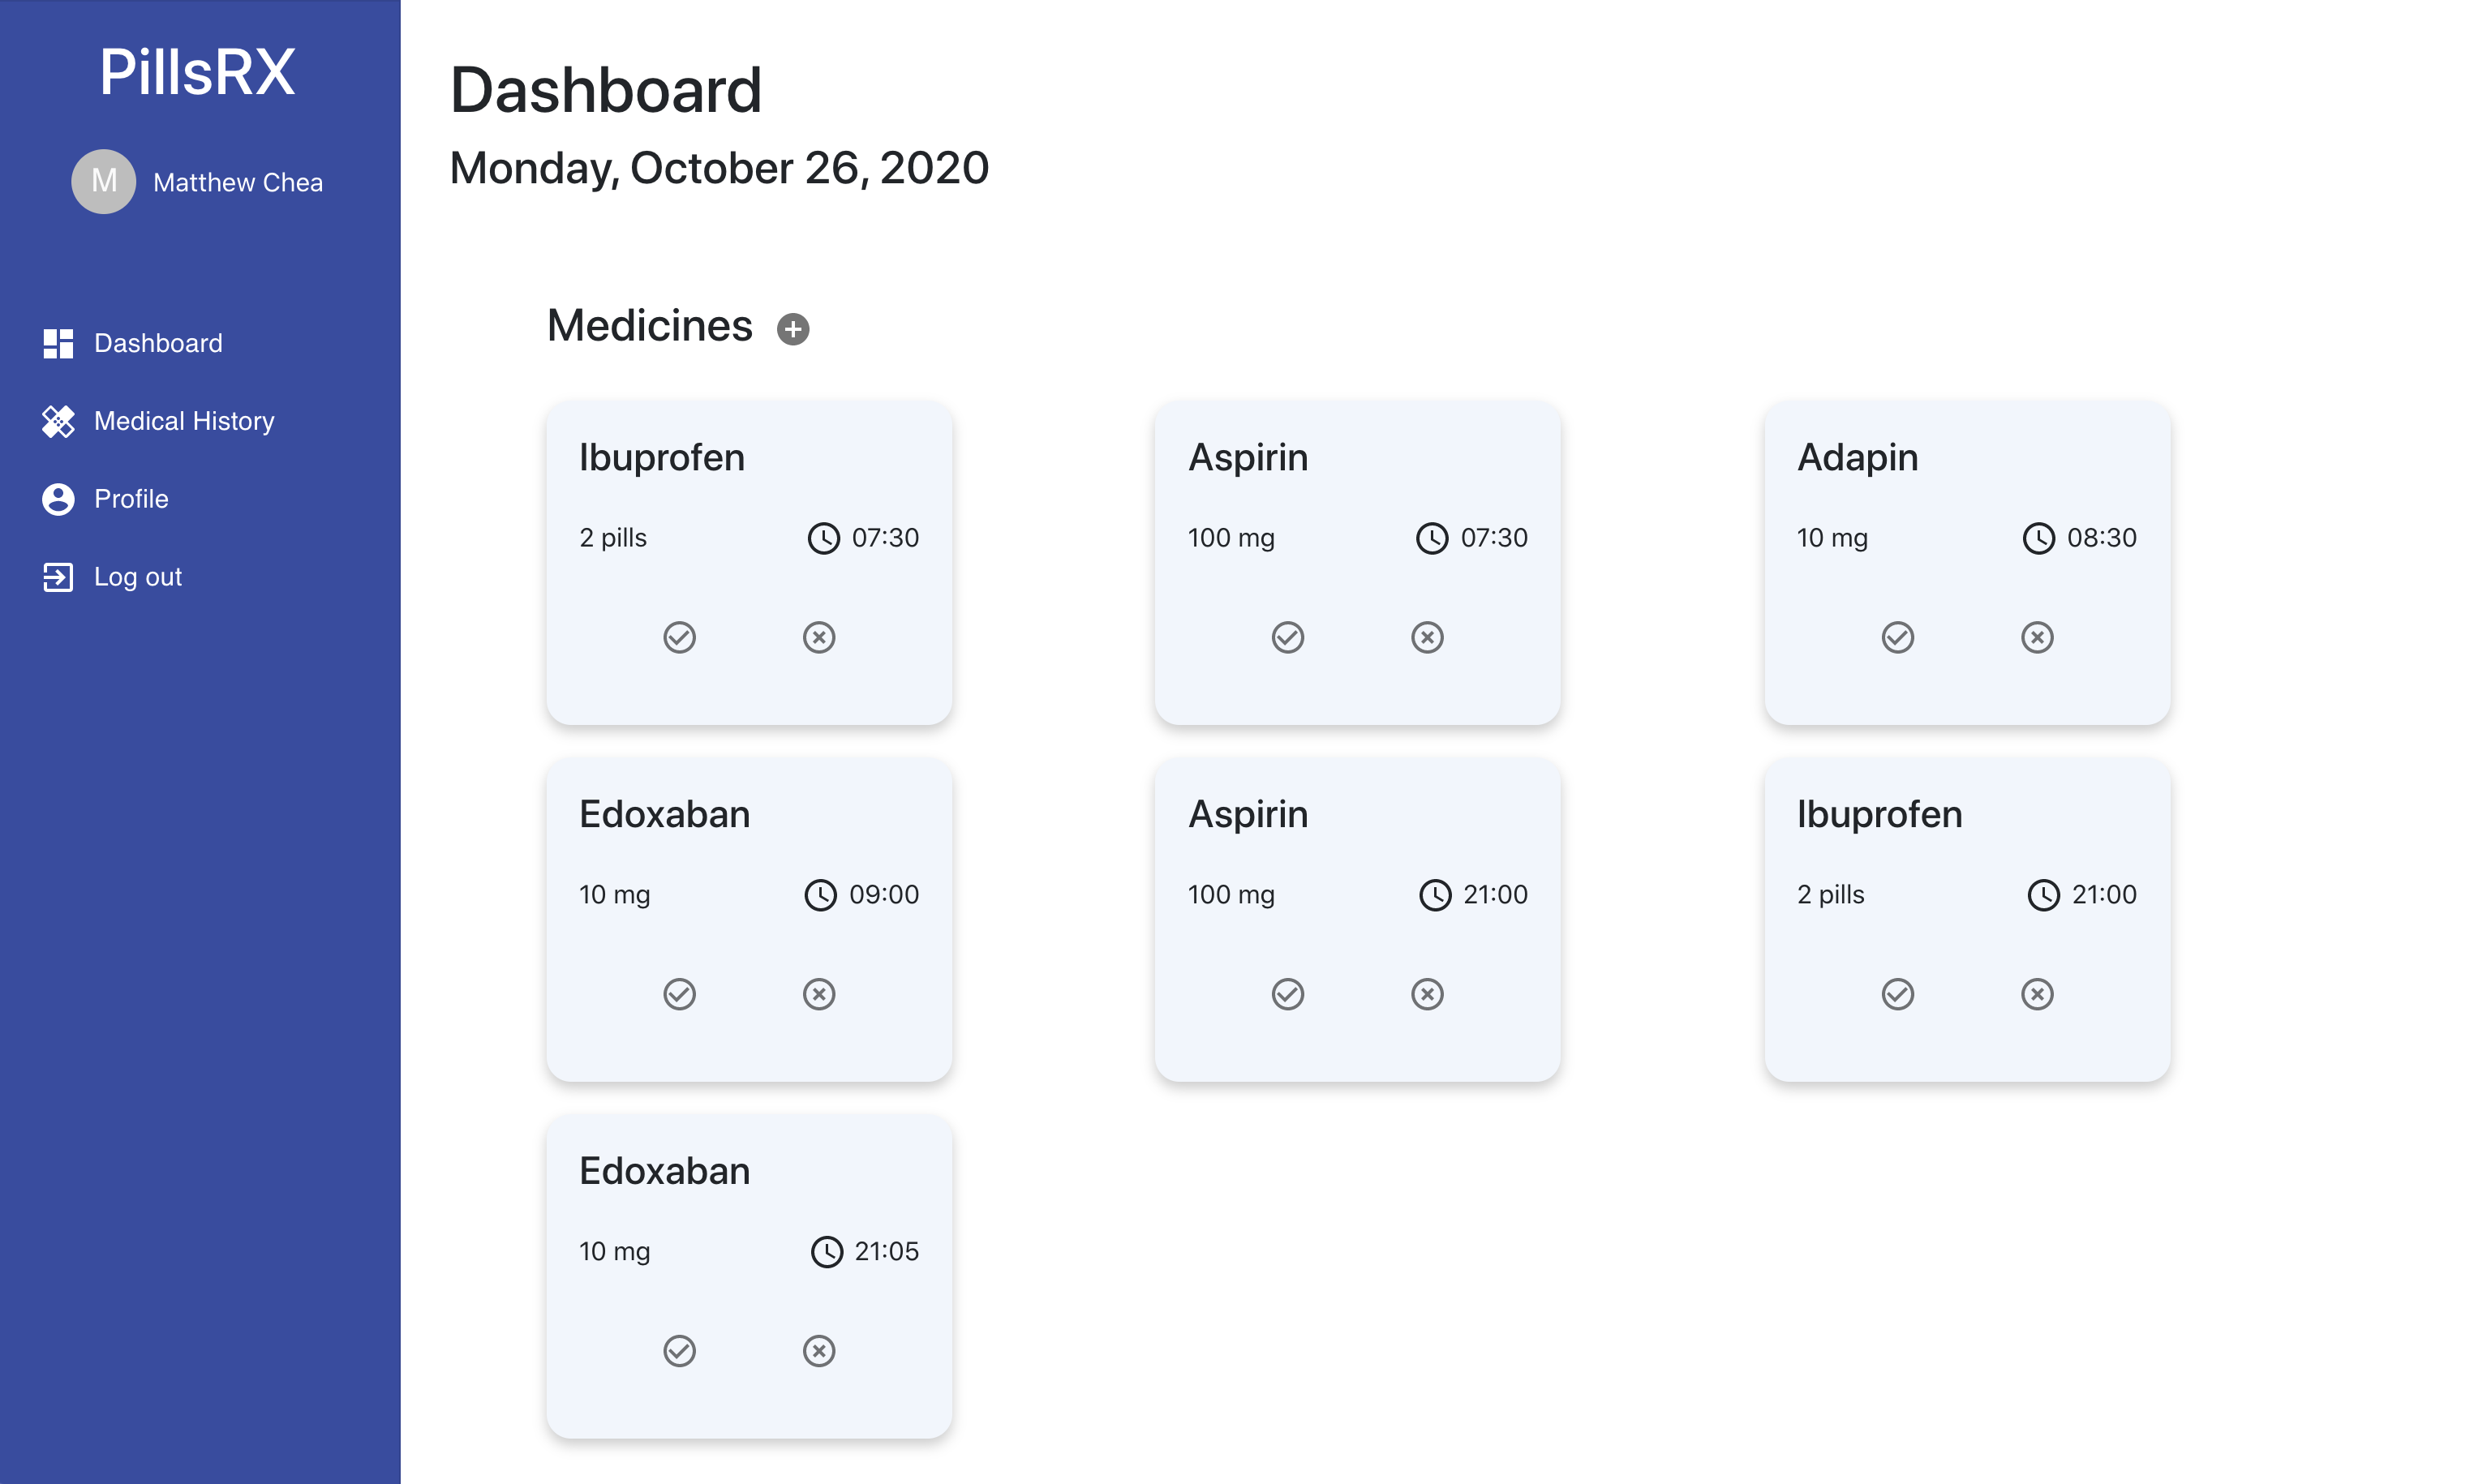 PillsRX
M Matthew Chea
Dashboard
Medical History
Profile
Log out
Dashboard
Monday, October 26, 2020
Medicines
Ibuprofen
2 pills 07:30
Aspirin
100 mg 07:30
Adapin
10 mg 08:30
Edoxaban
10 mg 09:00
Aspirin
100 mg 21:00
Ibuprofen
2 pills 21:00
Edoxaban
10 mg 21:05